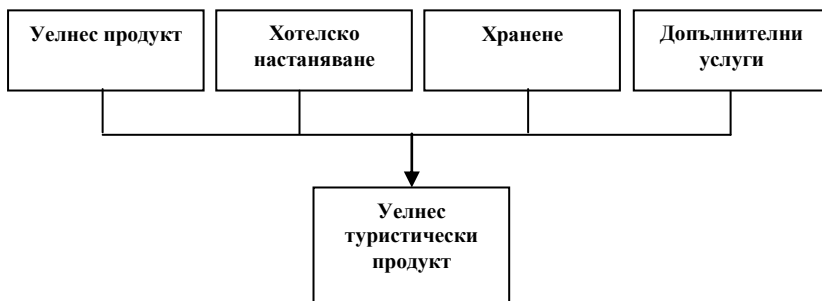 Уелнес продукт
Хотелско
настаняване
Хранене
Допълнителни
услуги
Уелнес
туристически
продукт